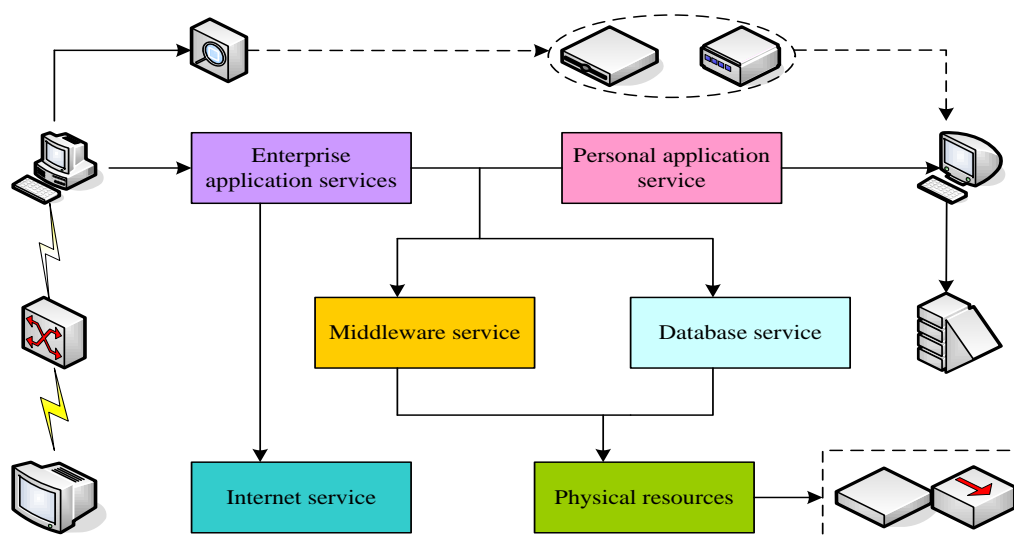 Enterprise
application services
Personal application
service
Middleware service
Database service
Internet service
Physical resources